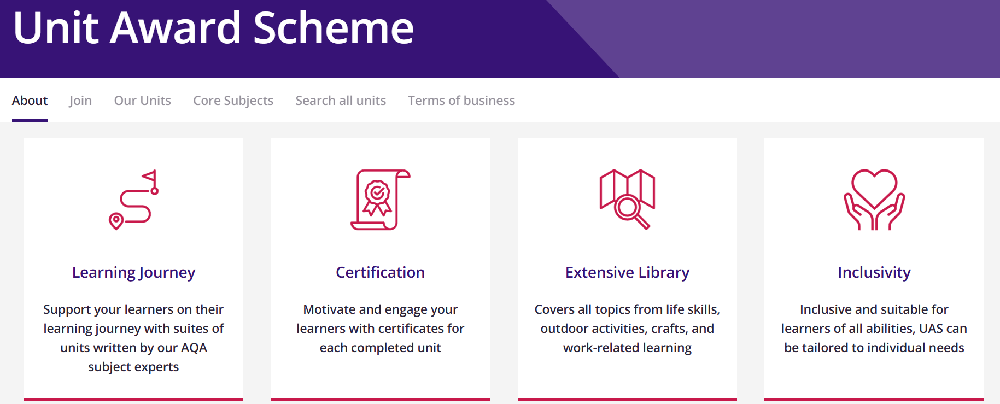 Unit Award Scheme
About Join Our Units Core Subjects Search all units Terms of business
Learning Journey
Support your learners on their
learning journey with suites of
units written by our AQA
subject experts
Certification
Motivate and engage your
learners with certificates for
each completed unit
Extensive Library
Covers all topics from life skills,
outdoor activities, crafts, and
work-related learning
Inclusivity
Inclusive and suitable for
learners of all abilities, UAS can
be tailored to individual needs